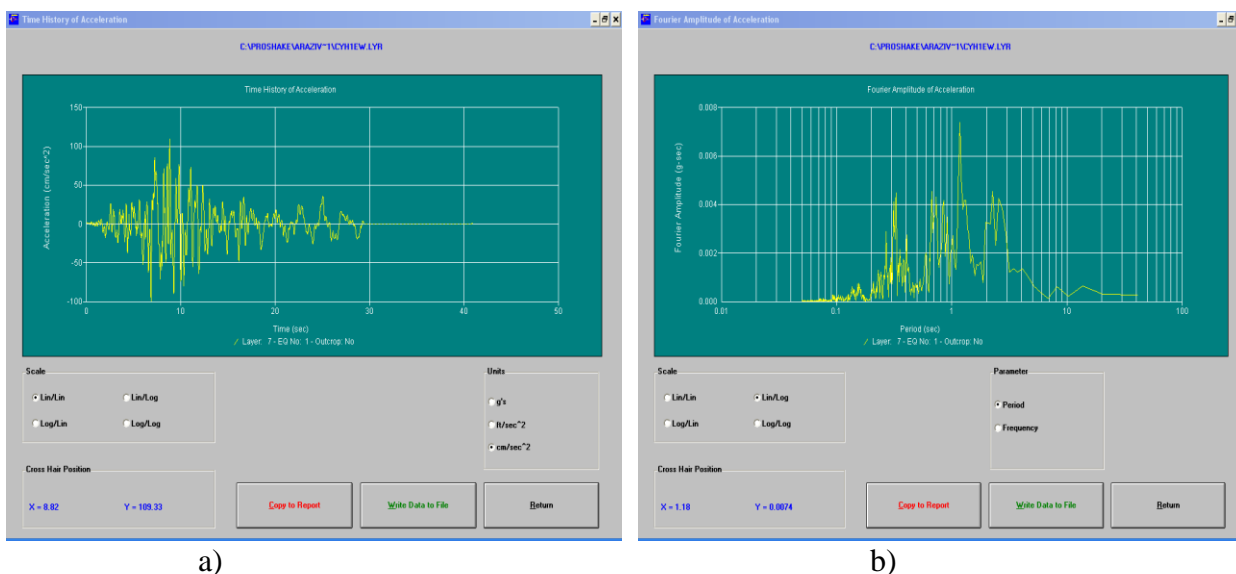 Time History of Acceleration
C:\PROSHAKE\ARAZIV~1\CYH1EW.LYR
Time History of Acceleration
150
100
50
0
-50
-100
Acceleration (cm/sec^2)
0 10 20 30 40 50
Time (sec)
Layer: 7 - EQ No: 1 - Outcrop: No
Scale
Lin/Lin Lin/Log
Log/Lin Log/Log
Units
g's
ft/sec^2
cm/sec^2
Cross Hair Position
X = 8.82 Y = 109.33
Copy to Report Write Data to File Return
a)
Fourier Amplitude of Acceleration
C:\PROSHAKE\ARAZIV~1\CYH1EW.LYR
Fourier Amplitude of Acceleration
0.008
0.006
0.004
0.002
0.000
Fourier Amplitude (g-sec)
0.01 0.1 1 10 100
Period (sec)
Layer: 7 - EQ No: 1 - Outcrop: No
Scale
Lin/Lin Lin/Log
Log/Lin Log/Log
Parameter
Period
Frequency
Cross Hair Position
X = 1.18 Y = 0.0074
Copy to Report Write Data to File Return
b)